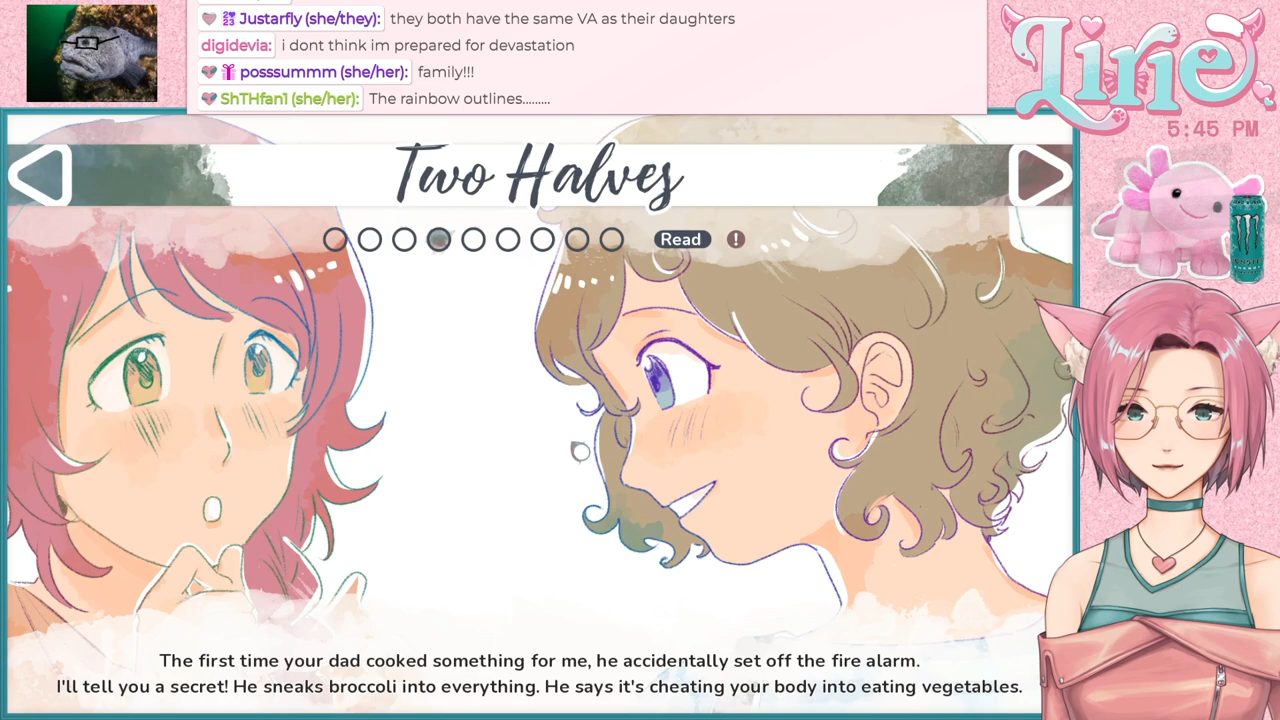 Justarfly (she/they): they both have the same VA as their daughters
digidevia: i dont think im prepared for devastation
posssummm (she/her): family!!!
ShTHfan1 (she/her): The rainbow outlines.........
Lirie
5:45 PM
Two Halves
Read !
The first time your dad cooked something for me, he accidentally set off the fire alarm.
I'll tell you a secret! He sneaks broccoli into everything. He says it's cheating your body into eating vegetables.